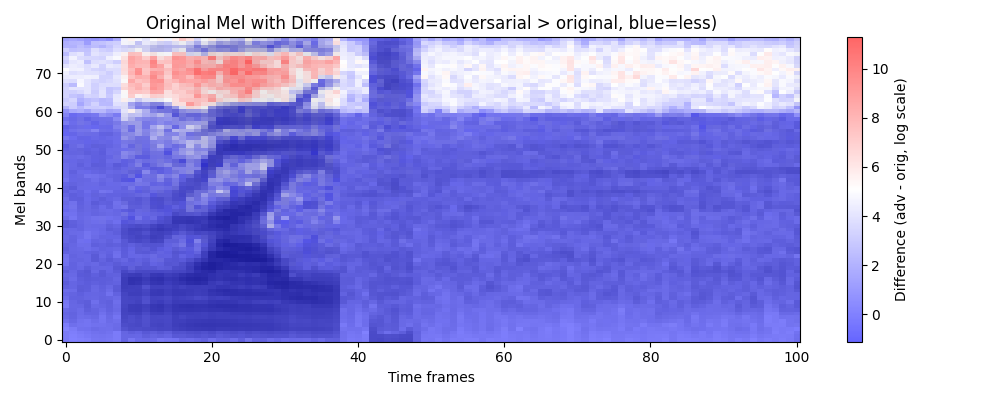 Original Mel with Differences (red=adversarial > original, blue=less)
Mel bands
70
60
50
40
30
20
10
0
0 20 40 60 80 100
Time frames
10
8
6
4
2
0
Difference (adv - orig, log scale)